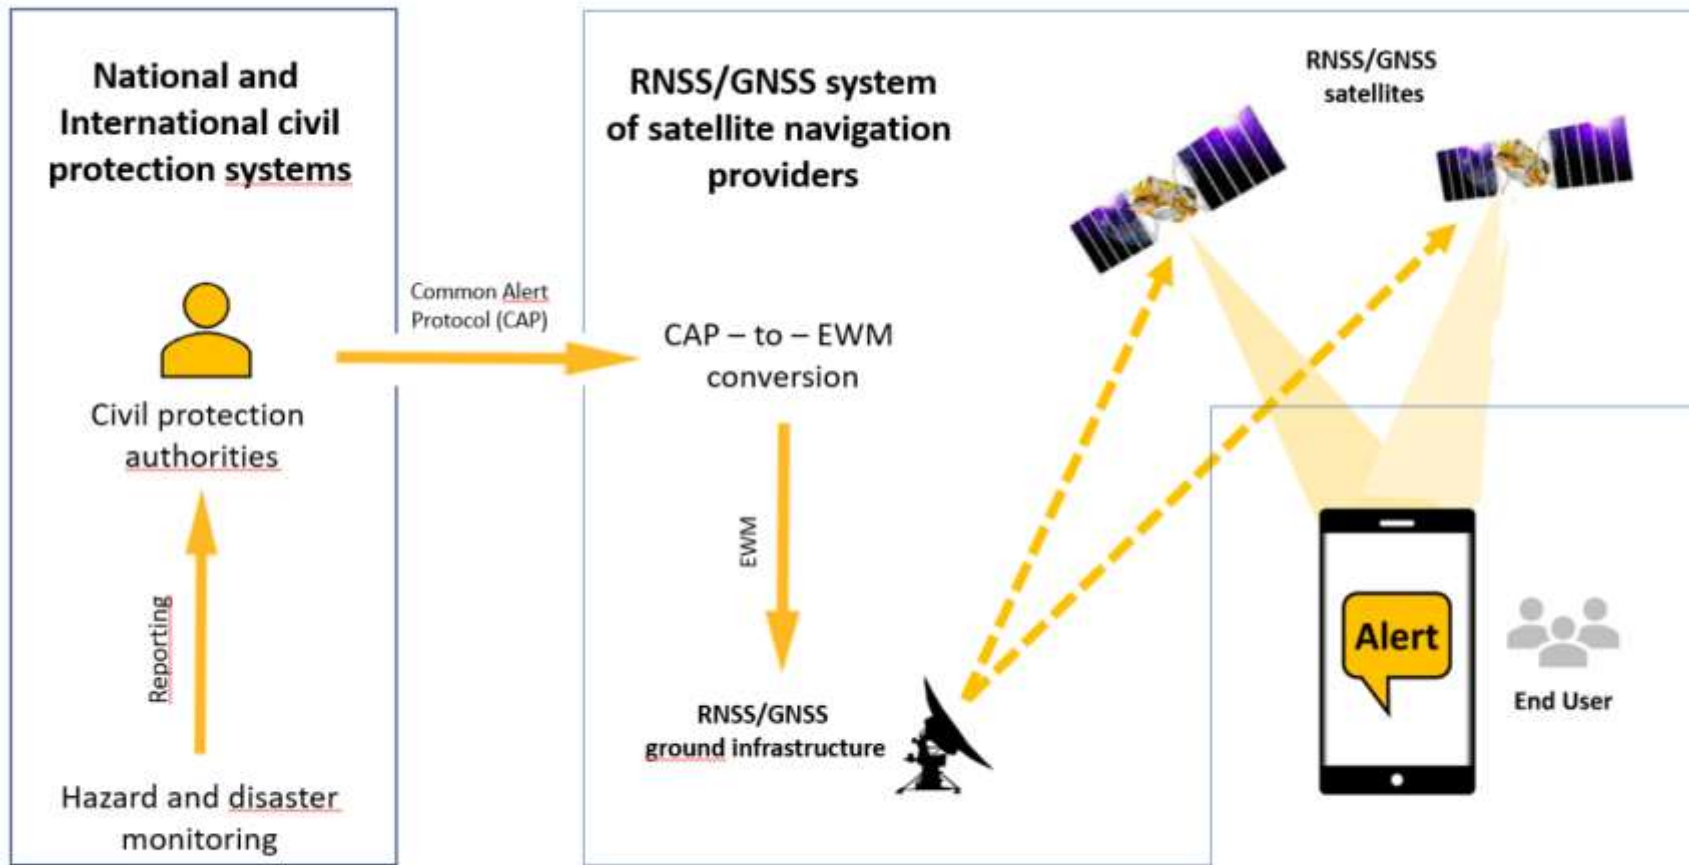 National and
International civil
protection systems
Civil protection
authorities
Reporting
Hazard and disaster
monitoring
Common Alert
Protocol (CAP)
RNSS/GNSS system
of satellite navigation
providers
CAP – to – EWM
conversion
EWM
RNSS/GNSS
ground infrastructure
RNSS/GNSS
satellites
Alert
End User